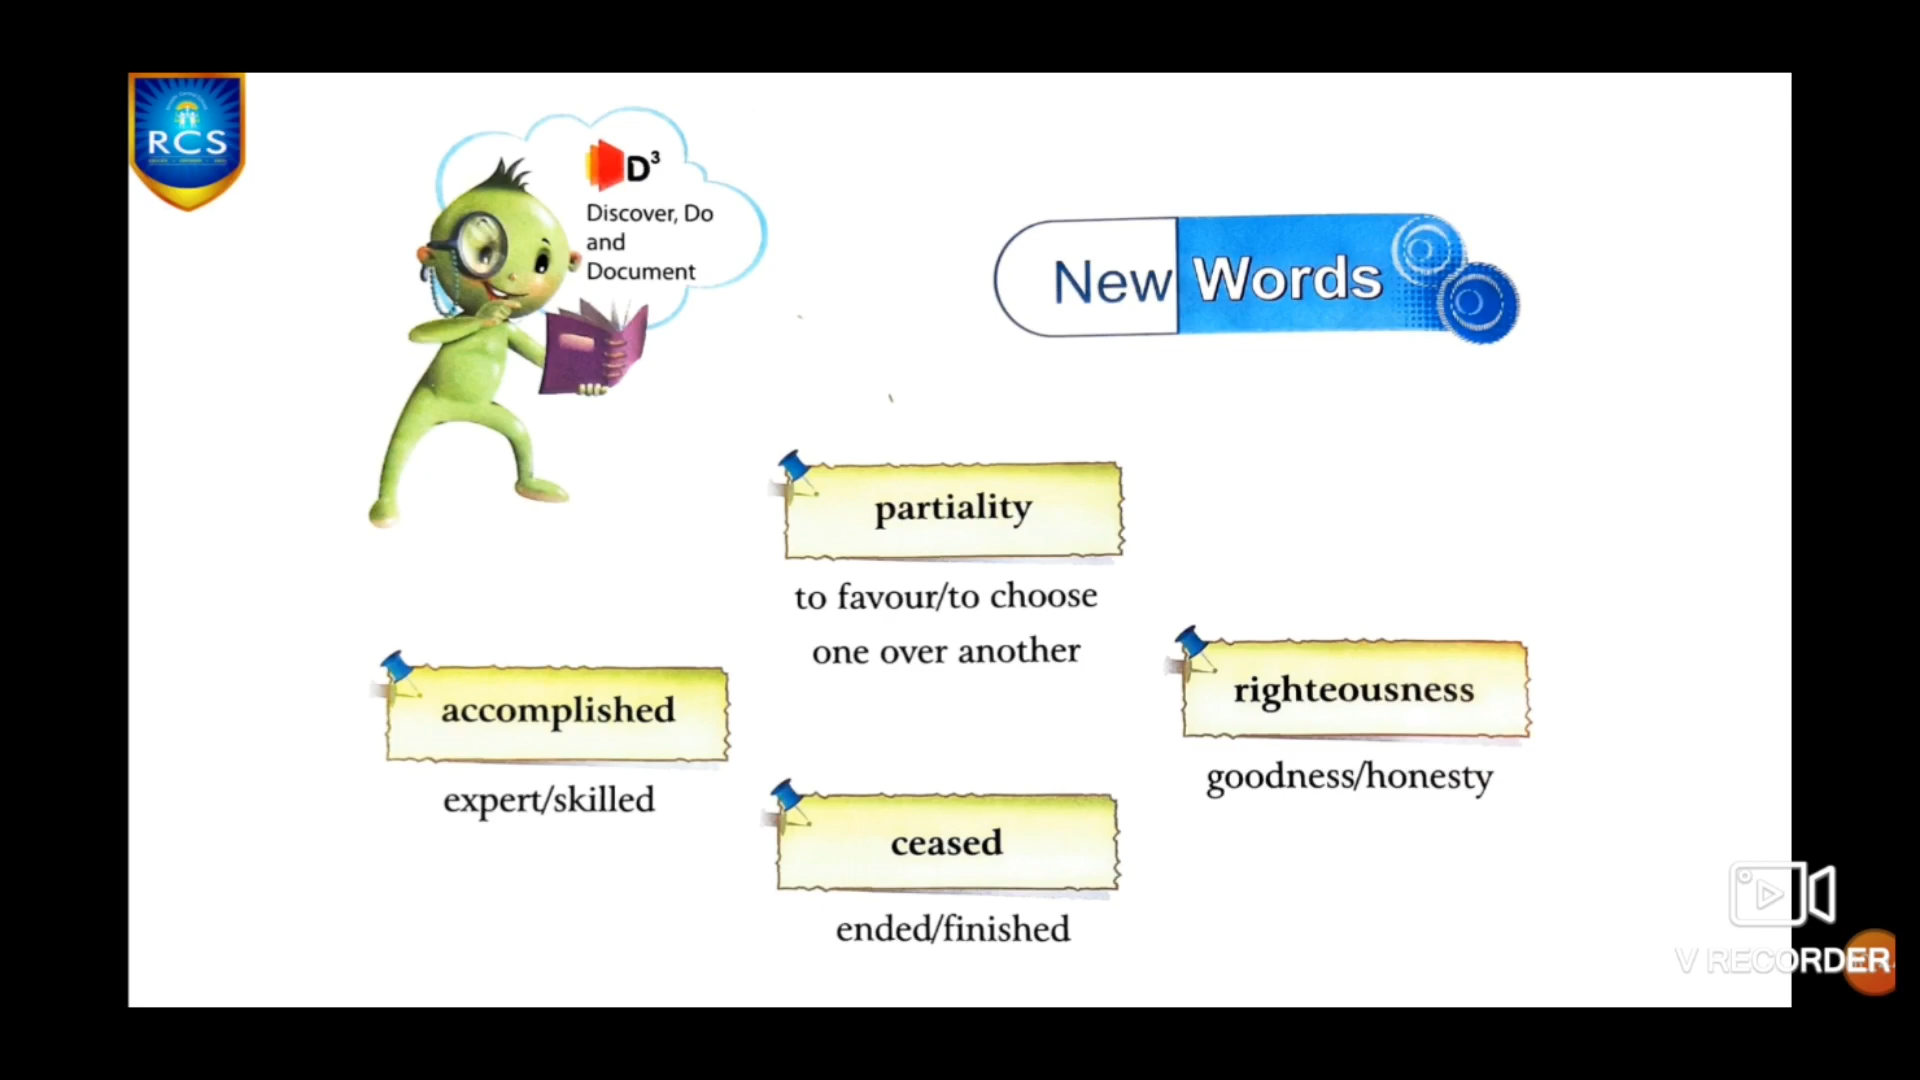 RCS
D³
Discover, Do
and
Document
New Words
partiality
to favour/to choose
one over another
accomplished
expert/skilled
righteousness
goodness/honesty
ceased
ended/finished
V RECORDER